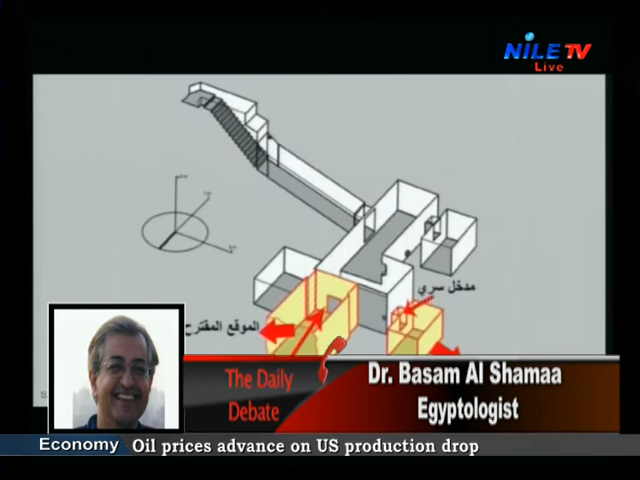 NILE TV
Live
مدخل سري
الموقع المقترح
The Daily
Debate
Dr. Basam Al Shamaa
Egyptologist
Economy Oil prices advance on US production drop